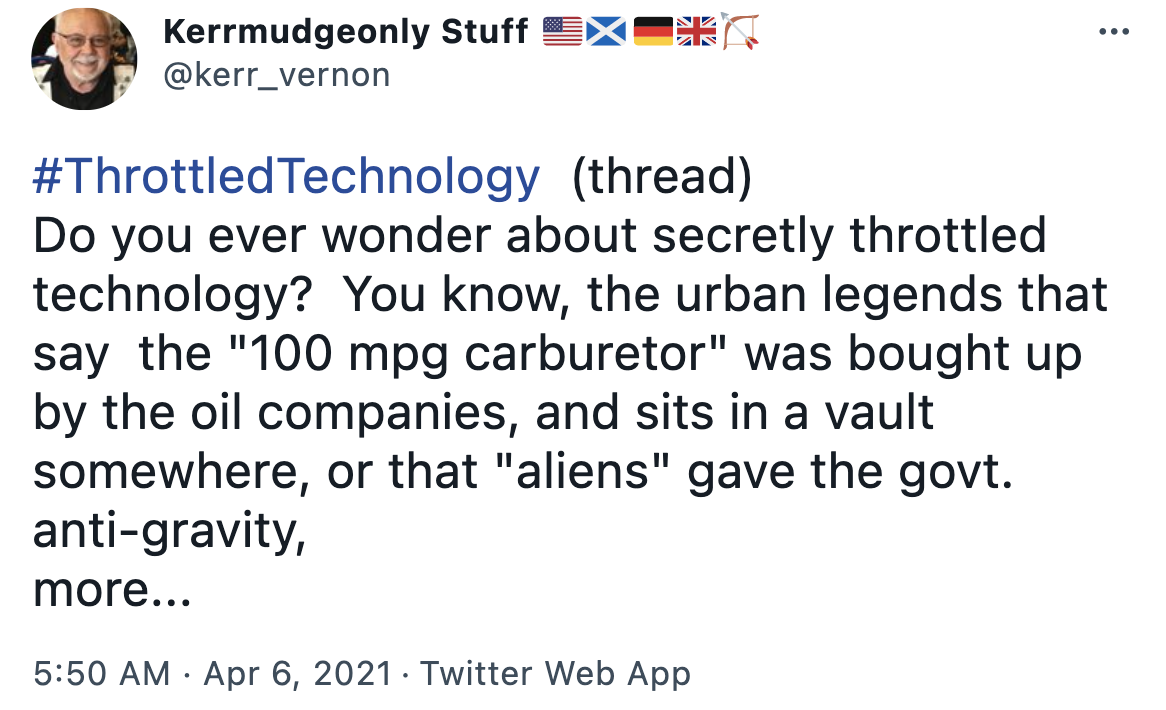 Kerrmudgeonly Stuff 🇺🇸🏴󠁧󠁢󠁳󠁣󠁴󠁿🇩🇪🇬🇧🏹
@kerr_vernon
#ThrottledTechnology  (thread)
Do you ever wonder about secretly throttled
technology?  You know, the urban legends that
say  the "100 mpg carburetor" was bought up
by the oil companies, and sits in a vault
somewhere, or that "aliens" gave the govt.
anti-gravity,
more...
5:50 AM · Apr 6, 2021 · Twitter Web App